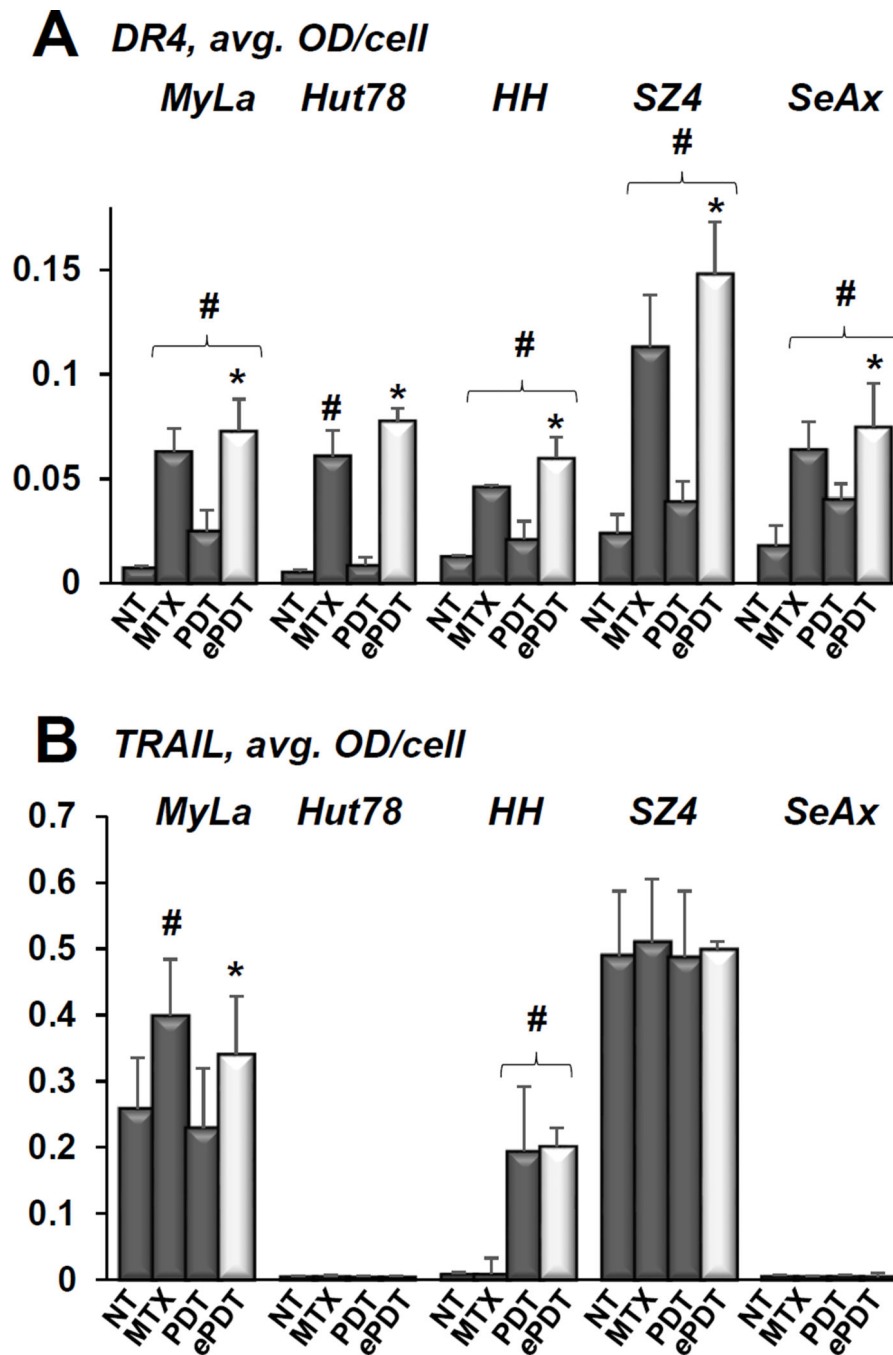 A DR4, avg. OD/cell
MyLa Hut78 HH SZ4 SeAx
#
*
0.15
# # #
*
0.1
* # * * *
0.05
0
NT MTX PDT ePDT NT MTX PDT ePDT NT MTX PDT ePDT NT MTX PDT ePDT NT MTX PDT ePDT
B TRAIL, avg. OD/cell
0.7
MyLa Hut78 HH SZ4 SeAx
0.6
#
0.5
*
0.4
#
0.3
0.2
0.1
0
NT MTX PDT ePDT NT MTX PDT ePDT NT MTX PDT ePDT NT MTX PDT ePDT NT MTX PDT ePDT